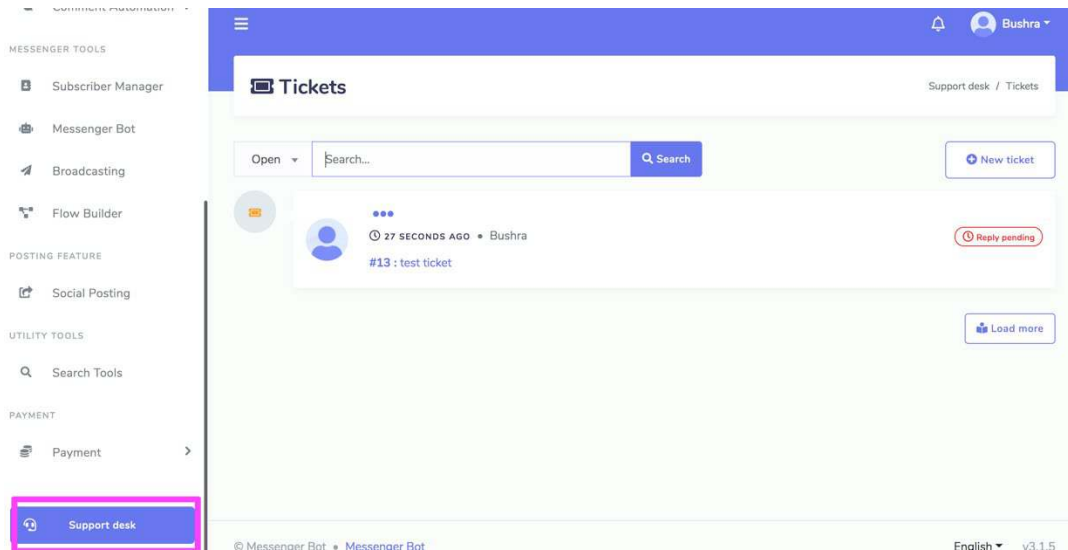 Comment Automation
MESSENGER TOOLS
Subscriber Manager
Messenger Bot
Broadcasting
Flow Builder
POSTING FEATURE
Social Posting
UTILITY TOOLS
Search Tools
PAYMENT
Payment
Support desk
Bushra
Tickets
Support desk / Tickets
Open
Search...
Search
New ticket
27 SECONDS AGO • Bushra
Reply pending
#13 : test ticket
Load more
© Messenger Bot • Messenger Bot
English
v3.1.5